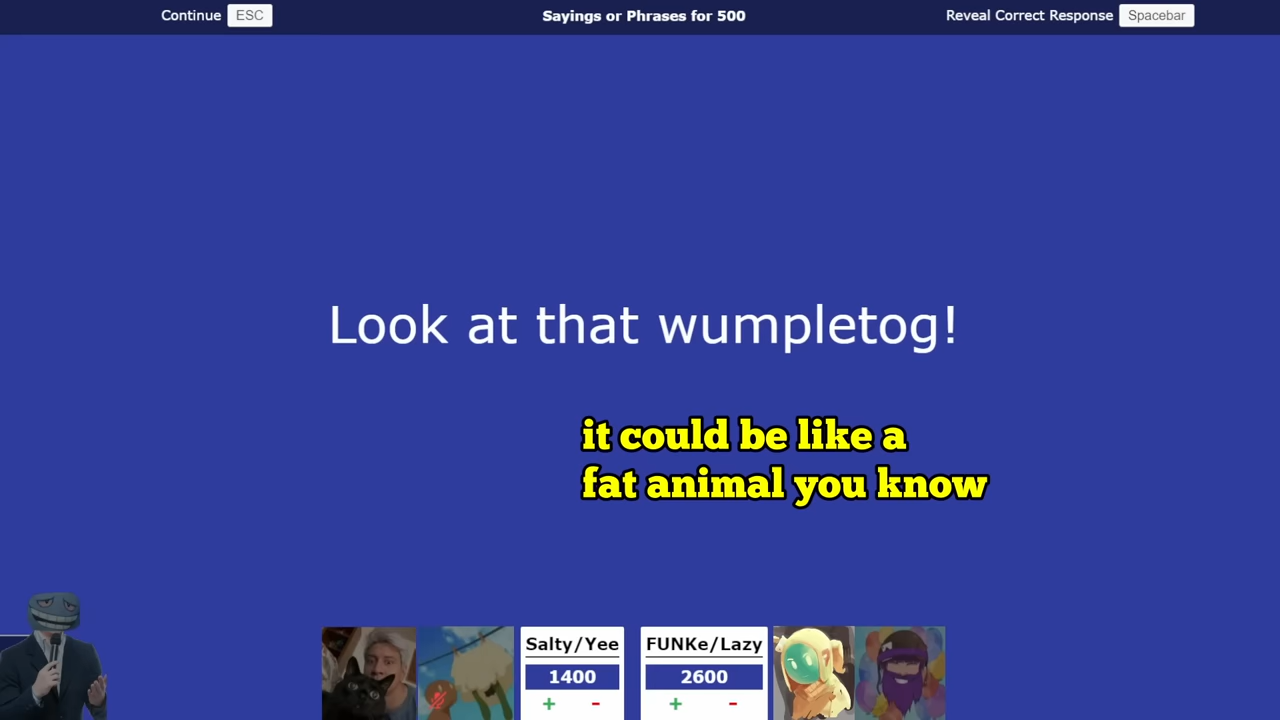 Continue ESC Sayings or Phrases for 500 Reveal Correct Response Spacebar
Look at that wumpletog!
it could be like a
fat animal you know
Salty/Yee FUNKe/Lazy
1400 2600
+ - + -